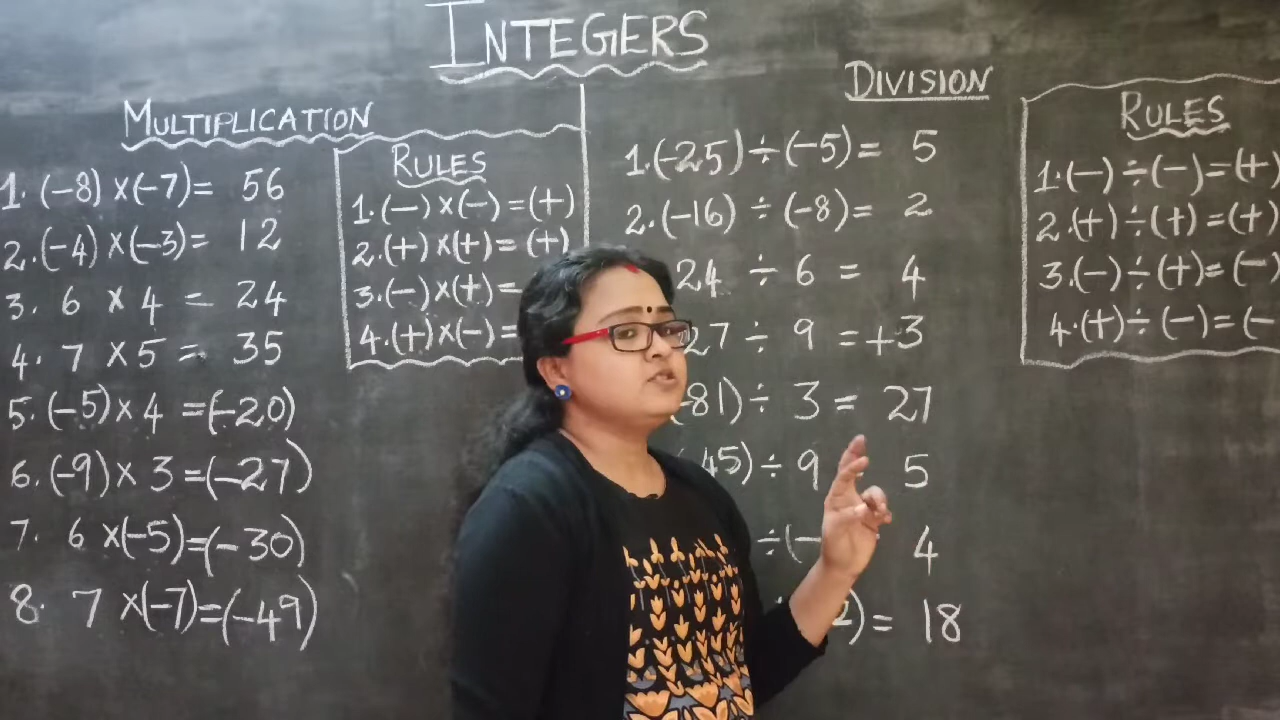 INTEGERS
MULTIPLICATION
1. (-8) ×(-7)= 56
2. (-4) ×(-3)= 12
3. 6 × 4 = 24
4. 7 ×5 = 35
5. (-5)× 4 =(-20)
6. (-9) × 3 =(-27)
7. 6 ×(-5)=(-30)
8. 7 ×(-7)=(-49)
RULES
1. (-) ×(-) =(+)
2. (+) ×(+)= (+)
3. (-) ×(+)=
4. (+)×(-)=
DIVISION
1. (-25) ÷(-5)= 5
2. (-16) ÷ (-8)= 2
24 ÷ 6 = 4
27 ÷ 9 =+3
81)÷ 3 = 27
45)÷ 9 5
÷(- 4
2)= 18
RULES
1. (-) ÷(-)=(+)
2. (+) ÷(+)=(+)
3. (-)÷(+)=(-)
4. (+)÷(-)=(-